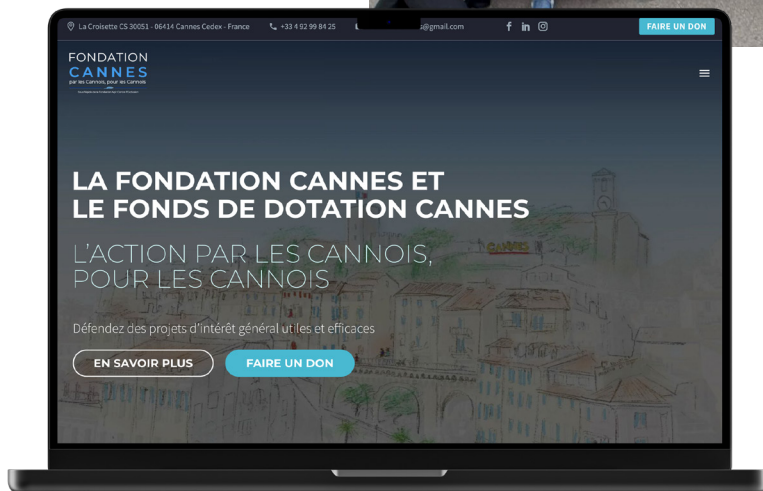 La Croisette CS 30051 - 06414 Cannes Cedex - France
+33 4 92 99 84 25
s@gmail.com
FAIRE UN DON
FONDATION
CANNES
par les Cannois, pour les Cannois
LA FONDATION CANNES ET
LE FONDS DE DOTATION CANNES
L'ACTION PAR LES CANNOIS,
POUR LES CANNOIS
Défendez des projets d'intérêt général utiles et efficaces
EN SAVOIR PLUS
FAIRE UN DON
CANNES